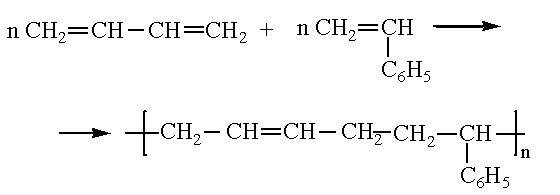 n CH₂=CH–CH=CH₂ + n CH₂=CH ⟶
C₆H₅
⟶ [–CH₂–CH=CH–CH₂–CH₂–CH–]n
C₆H₅